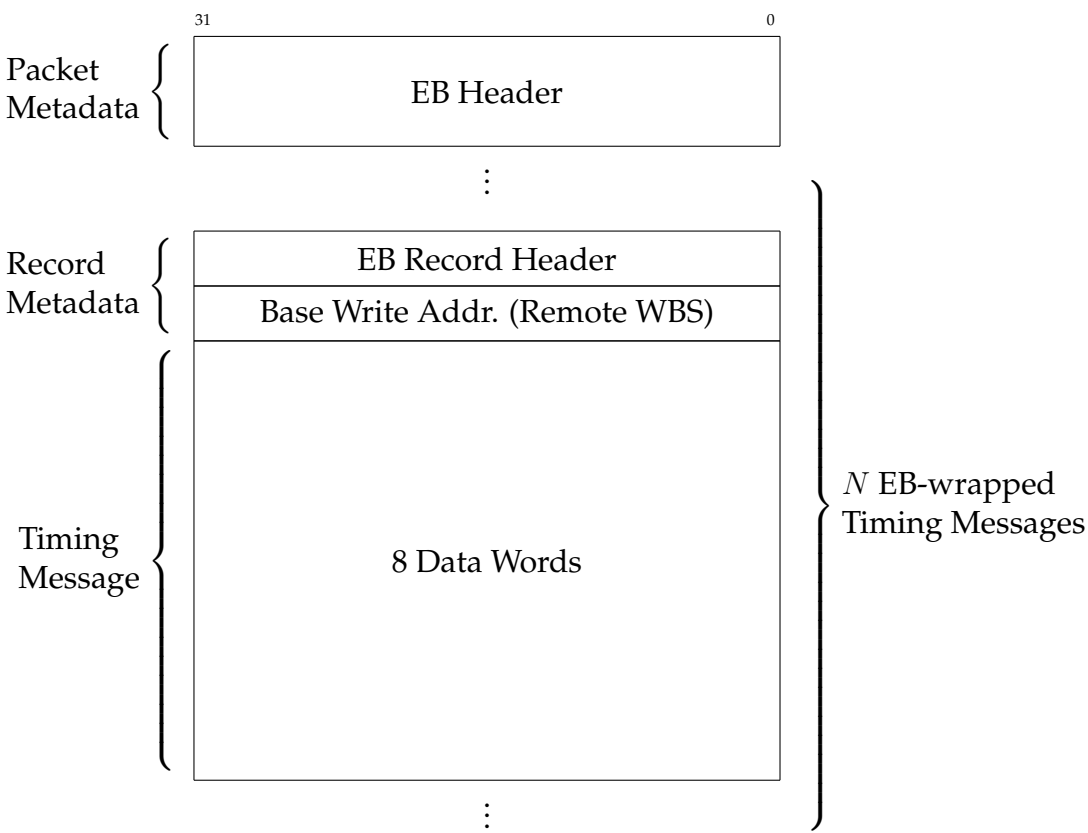 31 0
Packet
Metadata
EB Header
⋮
Record
Metadata
EB Record Header
Base Write Addr. (Remote WBS)
Timing
Message
8 Data Words
N EB-wrapped
Timing Messages
⋮